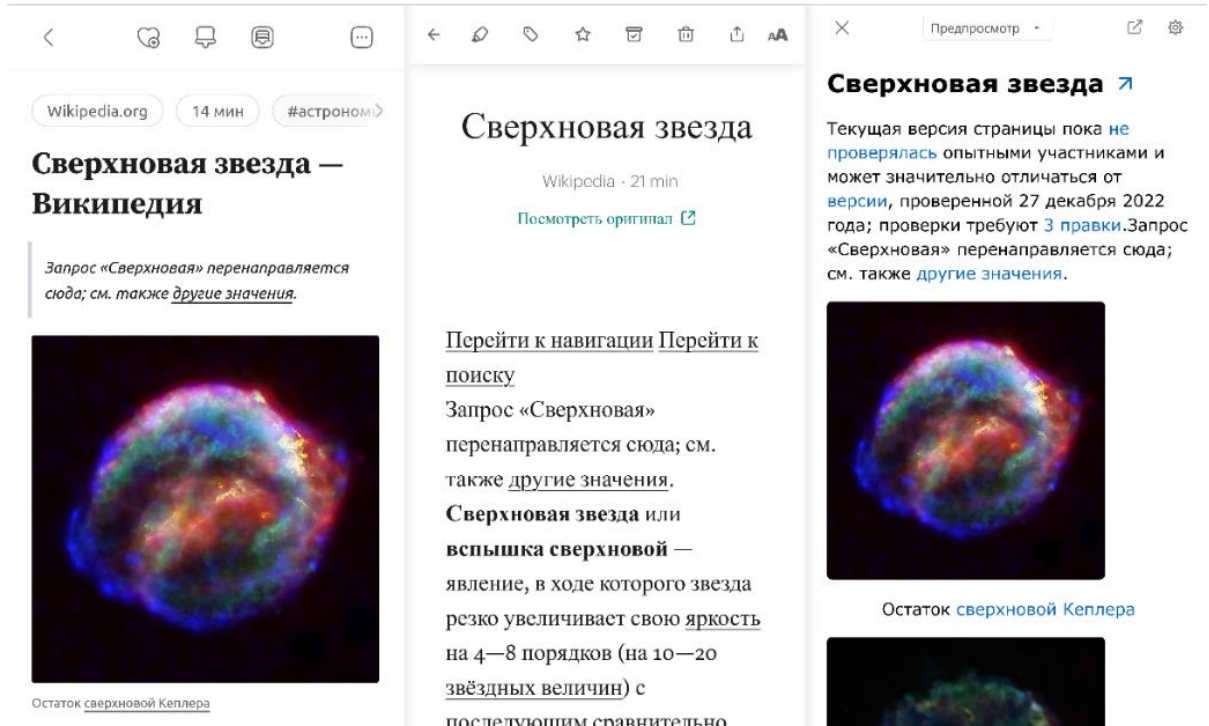 Wikipedia.org
14 мин
#астроном
Сверхновая звезда —
Википедия
Запрос «Сверхновая» перенаправляется
сюда; см. также другие значения.
Остаток сверхновой Кеплера
AA
Сверхновая звезда
Wikipedia · 21 min
Посмотреть оригинал
Перейти к навигации Перейти к
поиску
Запрос «Сверхновая»
перенаправляется сюда; см.
также другие значения.
Сверхновая звезда или
вспышка сверхновой —
явление, в ходе которого звезда
резко увеличивает свою яркость
на 4—8 порядков (на 10—20
звёздных величин) с
последующим сравнительно
Предпросмотр
Сверхновая звезда
Текущая версия страницы пока не
проверялась опытными участниками и
может значительно отличаться от
версии, проверенной 27 декабря 2022
года; проверки требуют 3 правки.Запрос
«Сверхновая» перенаправляется сюда;
см. также другие значения.
Остаток сверхновой Кеплера